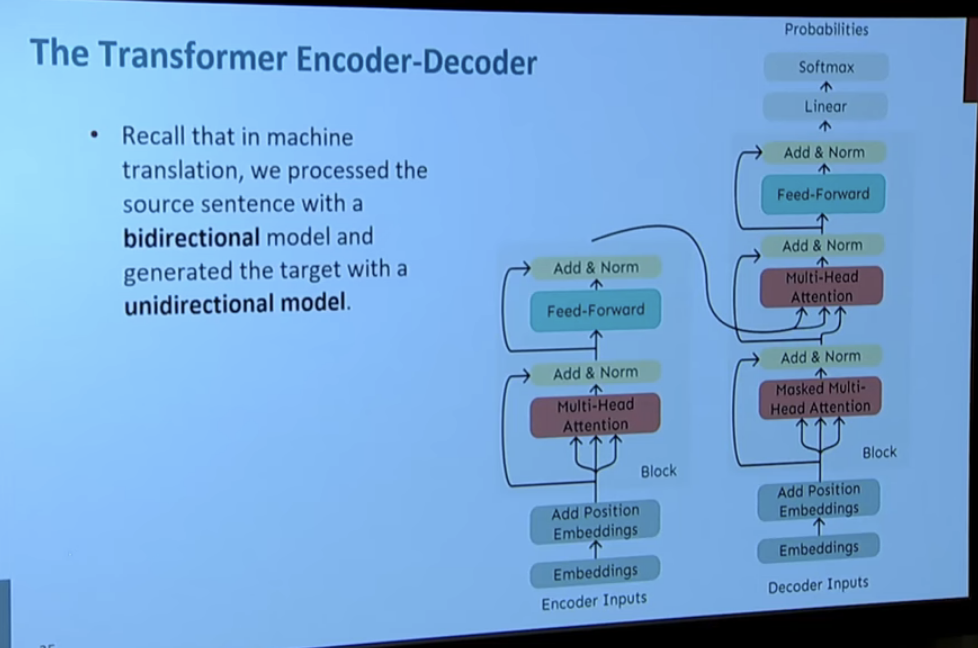 The Transformer Encoder-Decoder
• Recall that in machine
translation, we processed the
source sentence with a
bidirectional model and
generated the target with a
unidirectional model.
Add & Norm
Feed-Forward
Add & Norm
Multi-Head
Attention
Block
Add Position
Embeddings
Embeddings
Encoder Inputs
Probabilities
Softmax
Linear
Add & Norm
Feed-Forward
Add & Norm
Multi-Head
Attention
Add & Norm
Masked Multi-
Head Attention
Block
Add Position
Embeddings
Embeddings
Decoder Inputs